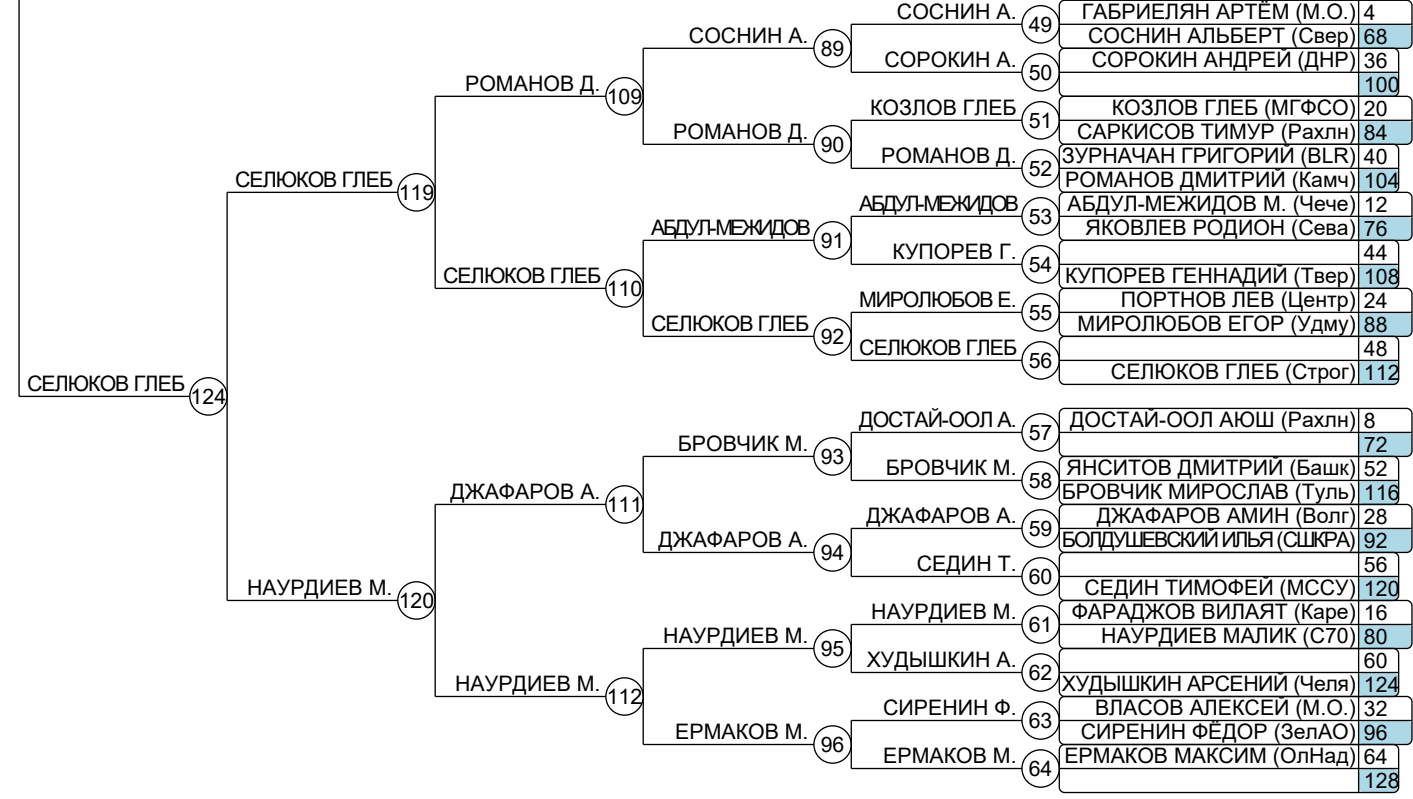 СОСНИН А. 49 ГАБРИЕЛЯН АРТЁМ (М.О.) 4
СОСНИН А. 89 СОСНИН АЛЬБЕРТ (Свер) 68
СОРОКИН А. 50 СОРОКИН АНДРЕЙ (ДНР) 36
100
РОМАНОВ Д. 109
КОЗЛОВ ГЛЕБ 51 КОЗЛОВ ГЛЕБ (МГФСО) 20
РОМАНОВ Д. 90 САРКИСОВ ТИМУР (Рахлн) 84
РОМАНОВ Д. 52 ЗУРНАЧАН ГРИГОРИЙ (BLR) 40
РОМАНОВ ДМИТРИЙ (Камч) 104
СЕЛЮКОВ ГЛЕБ 119
АБДУЛ-МЕЖИДОВ 53 АБДУЛ-МЕЖИДОВ М. (Чече) 12
АБДУЛ-МЕЖИДОВ 91 ЯКОВЛЕВ РОДИОН (Сева) 76
КУПОРЕВ Г. 54 44
КУПОРЕВ ГЕННАДИЙ (Твер) 108
СЕЛЮКОВ ГЛЕБ 110
МИРОЛЮБОВ Е. 55 ПОРТНОВ ЛЕВ (Центр) 24
СЕЛЮКОВ ГЛЕБ 92 МИРОЛЮБОВ ЕГОР (Удму) 88
СЕЛЮКОВ ГЛЕБ 56 48
СЕЛЮКОВ ГЛЕБ (Строг) 112
СЕЛЮКОВ ГЛЕБ 124
ДОСТАЙ-ООЛ А. 57 ДОСТАЙ-ООЛ АЮШ (Рахлн) 8
БРОВЧИК М. 93 72
БРОВЧИК М. 58 ЯНСИТОВ ДМИТРИЙ (Башк) 52
БРОВЧИК МИРОСЛАВ (Туль) 116
ДЖАФАРОВ А. 111
ДЖАФАРОВ А. 59 ДЖАФАРОВ АМИН (Волг) 28
ДЖАФАРОВ А. 94 БОЛДУШЕВСКИЙ ИЛЬЯ (СШКРА) 92
СЕДИН Т. 60 56
СЕДИН ТИМОФЕЙ (МССУ) 120
НАУРДИЕВ М. 120
НАУРДИЕВ М. 61 ФАРАДЖОВ ВИЛАЯТ (Каре) 16
НАУРДИЕВ М. 95 НАУРДИЕВ МАЛИК (С70) 80
ХУДЫШКИН А. 62 60
ХУДЫШКИН АРСЕНИЙ (Челя) 124
НАУРДИЕВ М. 112
СИРЕНИН Ф. 63 ВЛАСОВ АЛЕКСЕЙ (М.О.) 32
ЕРМАКОВ М. 96 СИРЕНИН ФЁДОР (ЗелАО) 96
ЕРМАКОВ М. 64 ЕРМАКОВ МАКСИМ (ОлНад) 64
128